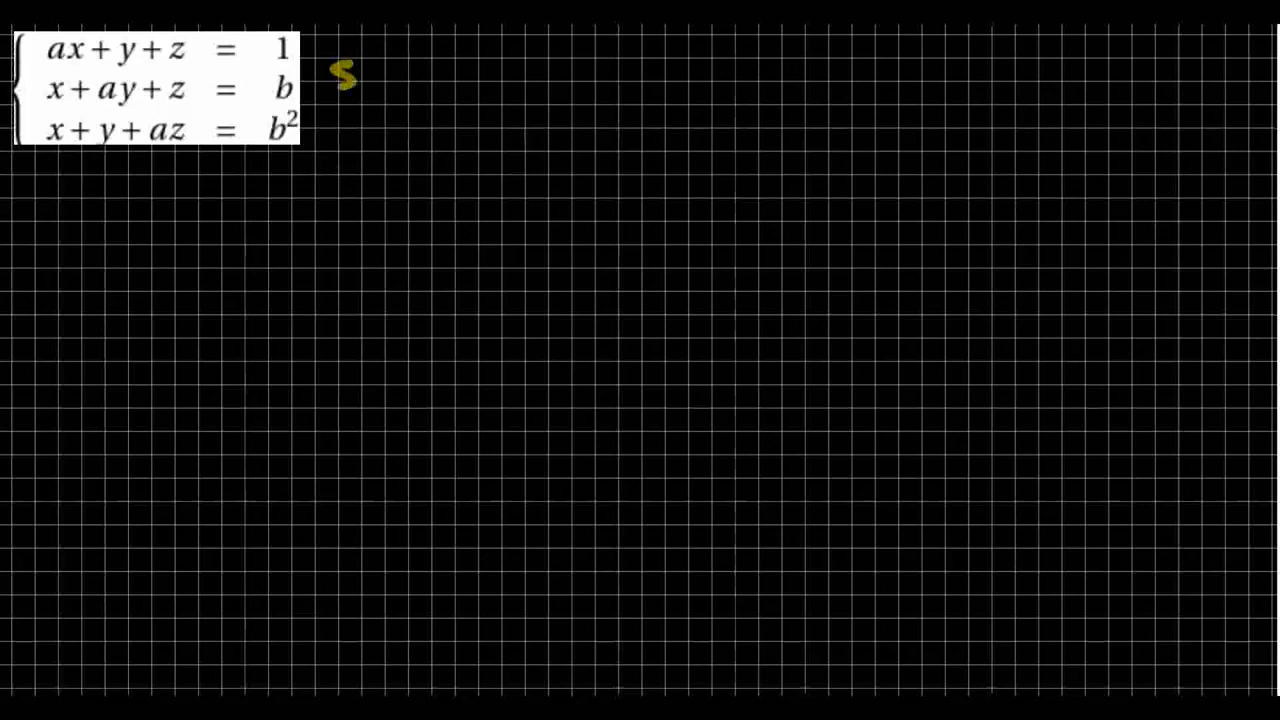 ax + y + z = 1 S
x + ay + z = b
x + y + az = b²